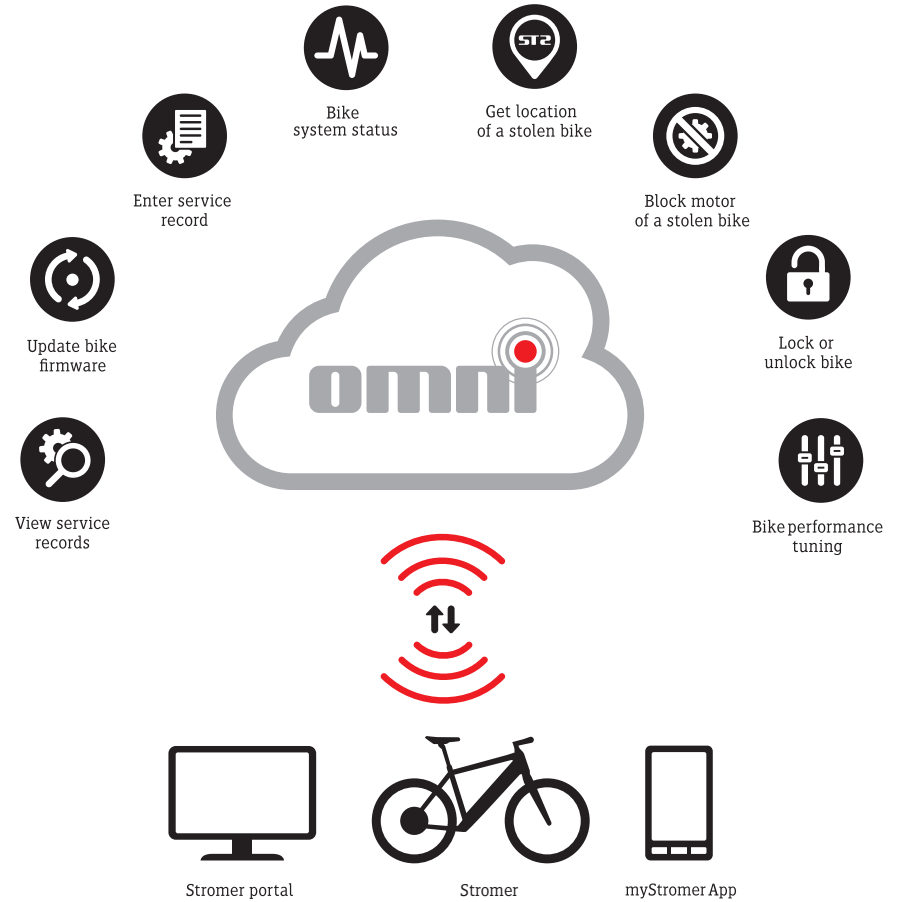 ST2
Bike
system status
Get location
of a stolen bike
Enter service
record
Block motor
of a stolen bike
Update bike
firmware
Lock or
unlock bike
omni
View service
records
Bike performance
tuning
Stromer portal
Stromer
myStromer App